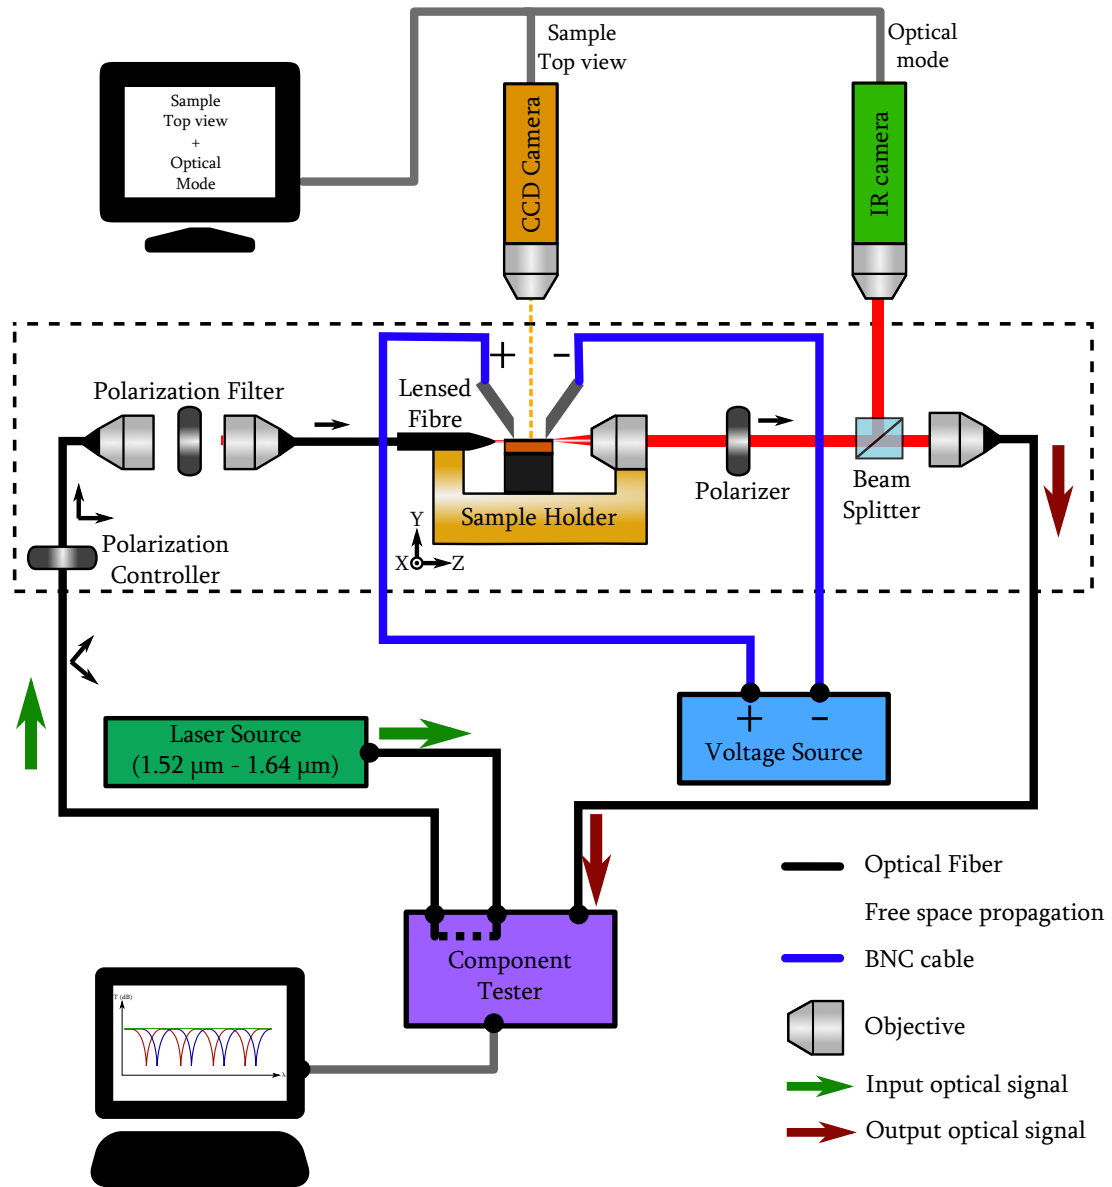 Sample
Top view
Optical
mode
Sample
Top view
+
Optical
Mode
CCD Camera
IR camera
+
-
Polarization Filter
Lensed
Fibre
Polarizer
Beam
Splitter
Sample Holder
Y
X
Z
Polarization
Controller
Laser Source
(1.52 µm - 1.64 µm)
+
-
Voltage Source
Component
Tester
T (dB)
λ
Optical Fiber
Free space propagation
BNC cable
Objective
Input optical signal
Output optical signal